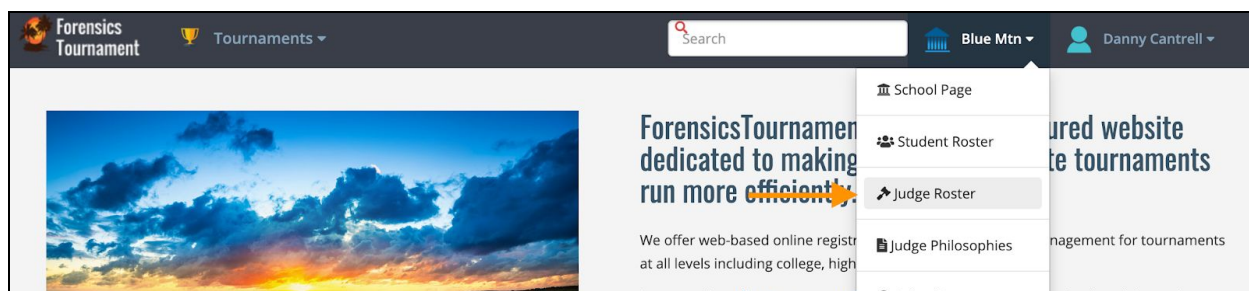 Forensics
Tournament
Tournaments
Search
Blue Mtn
Danny Cantrell
School Page
Student Roster
Judge Roster
Judge Philosophies
ForensicsTournamen
ured website
dedicated to making
te tournaments
run more efficiently.
We offer web-based online registr
nagement for tournaments
at all levels including college, high